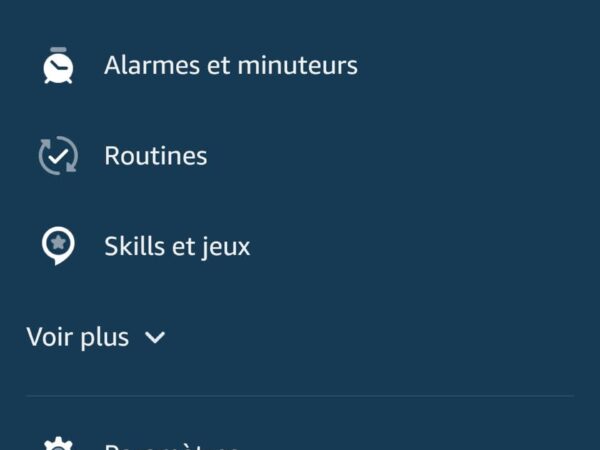 Alarmes et minuteurs
Routines
Skills et jeux
Voir plus